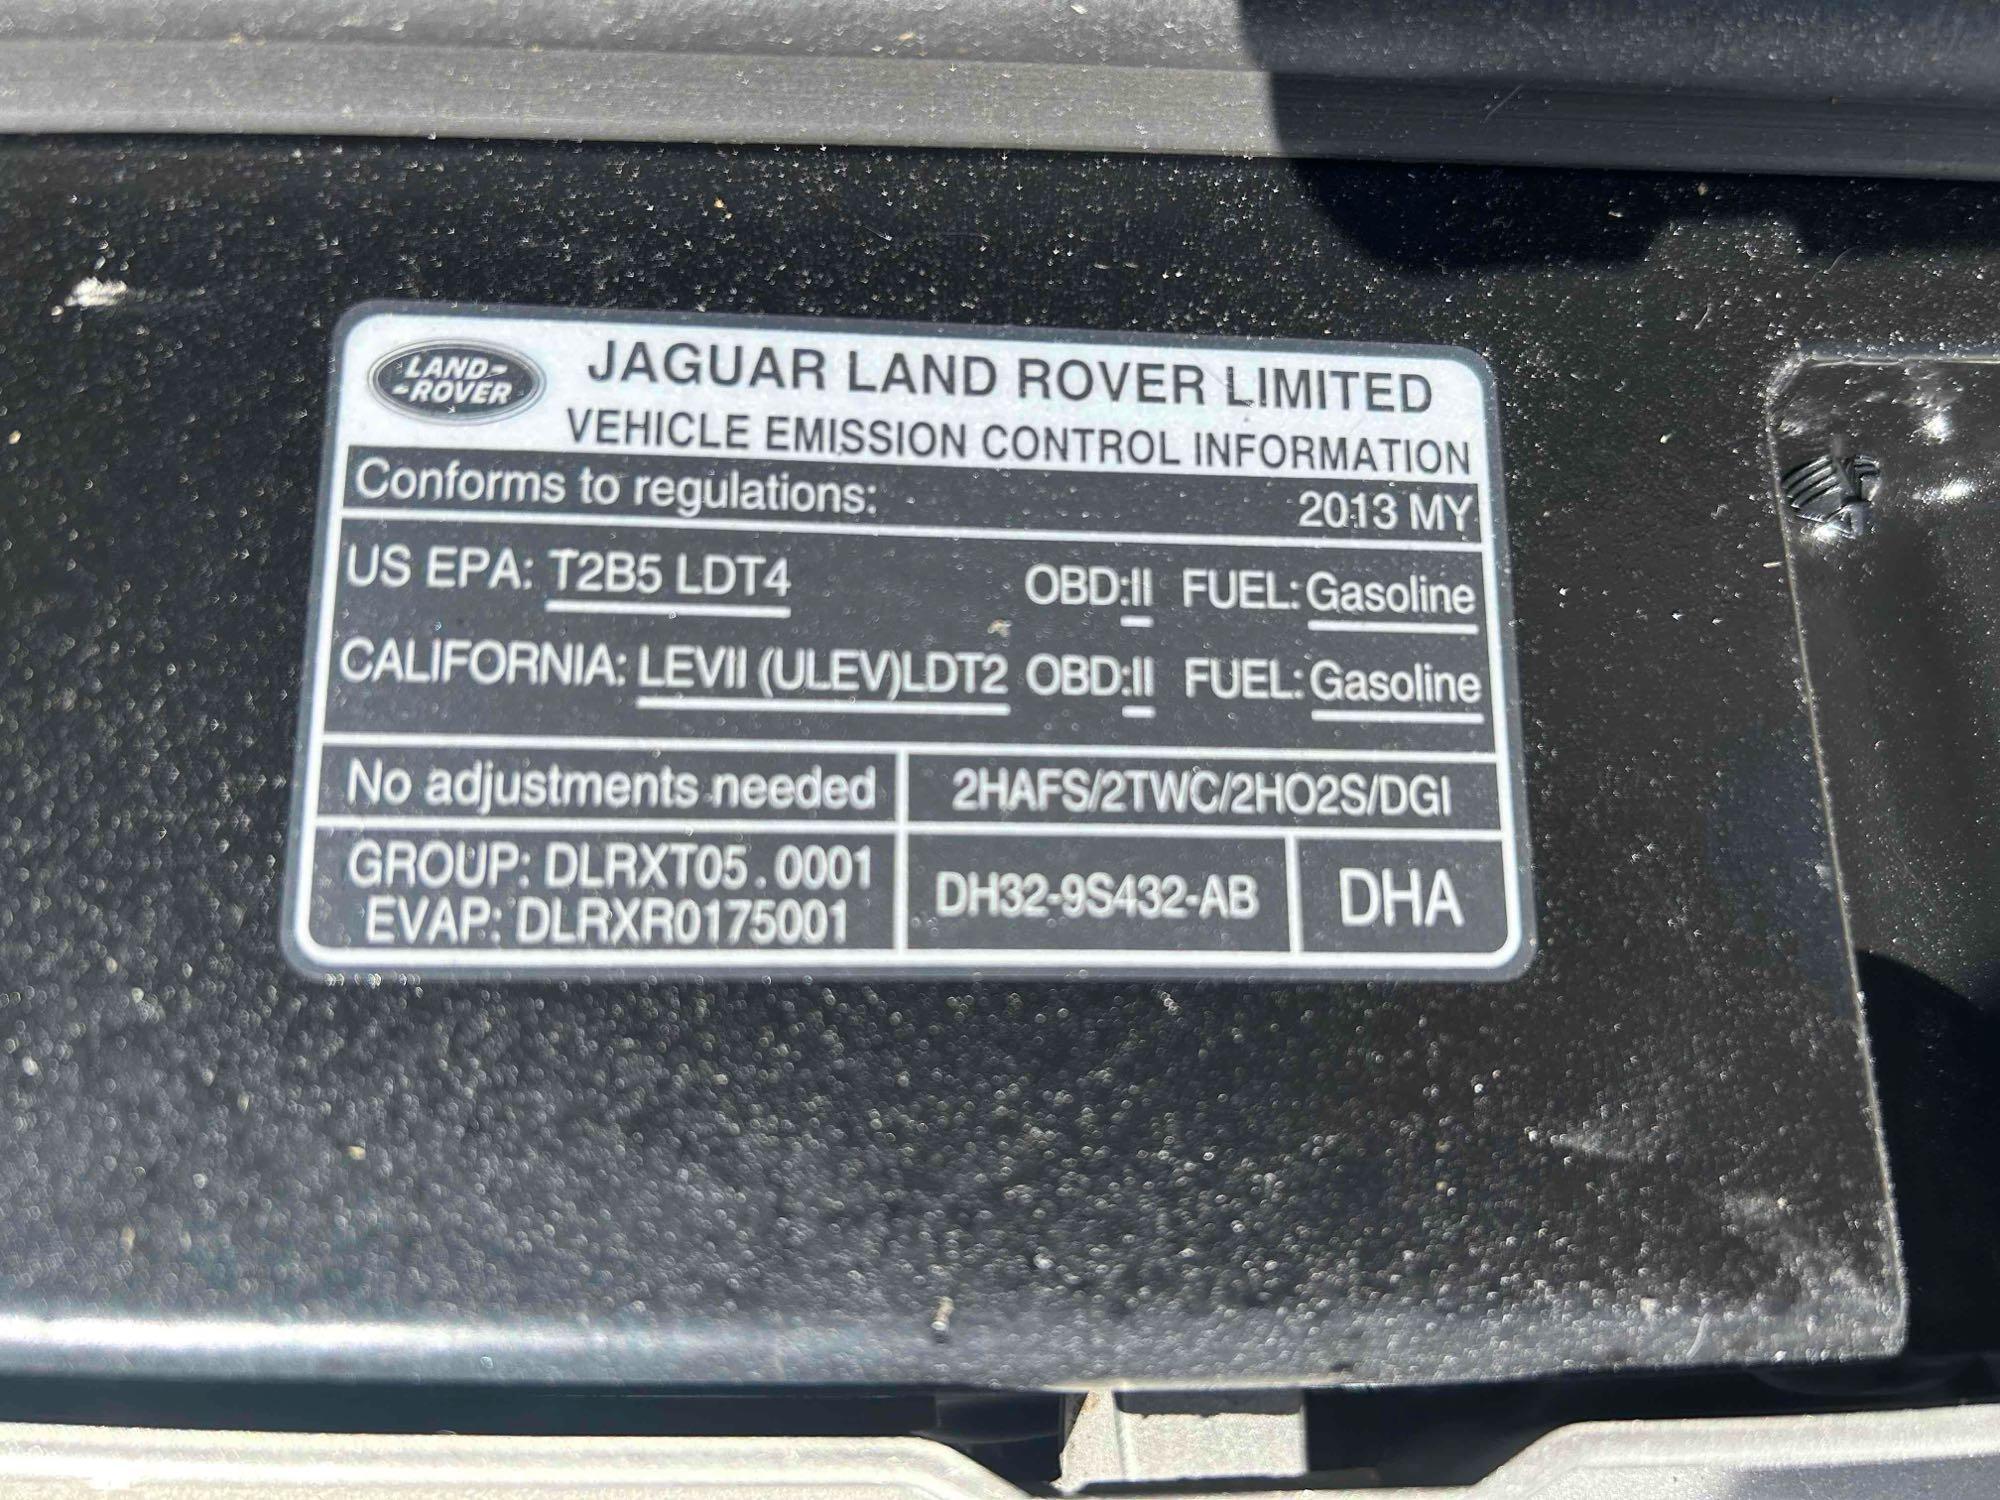 LAND-
-ROVER
JAGUAR LAND ROVER LIMITED
VEHICLE EMISSION CONTROL INFORMATION
Conforms to regulations: 2013 MY
US EPA: T2B5 LDT4 OBD:II FUEL: Gasoline
CALIFORNIA: LEVII (ULEV)LDT2 OBD:II FUEL: Gasoline
No adjustments needed 2HAFS/2TWC/2HO2S/DGI
GROUP: DLRXT05.0001
EVAP: DLRXR0175001
DH32-9S432-AB DHA